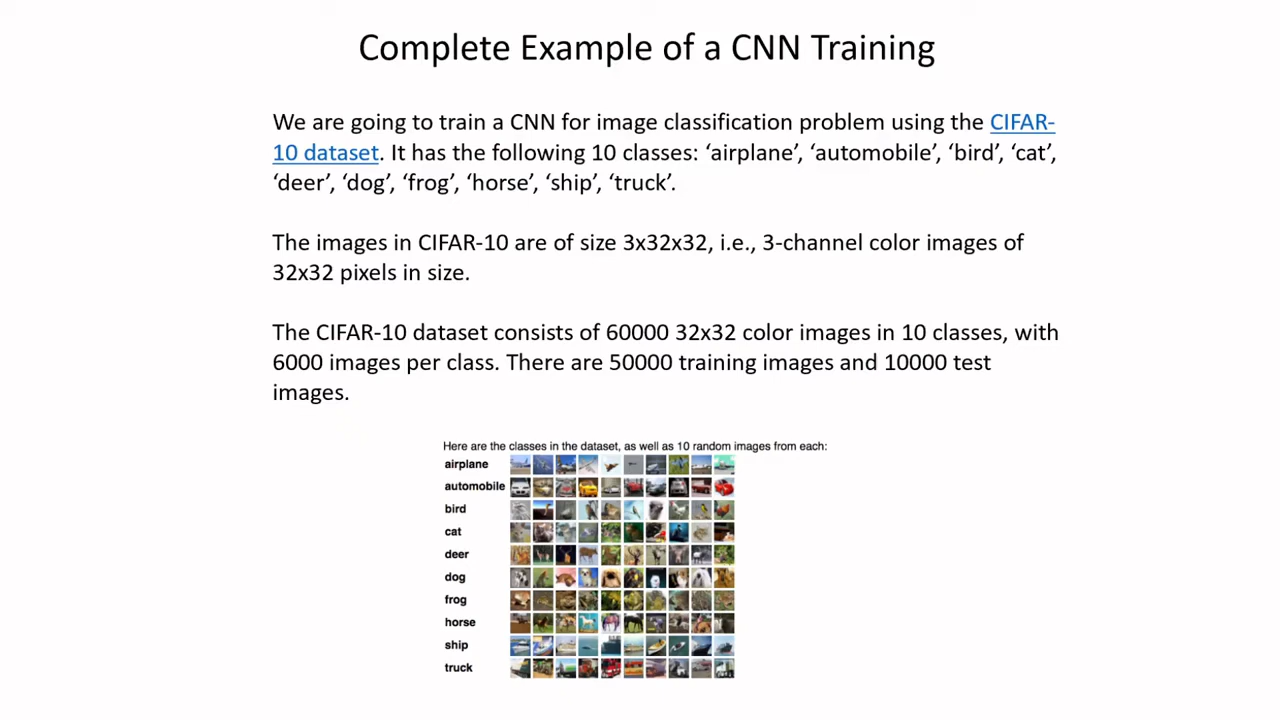 Complete Example of a CNN Training
We are going to train a CNN for image classification problem using the CIFAR-
10 dataset. It has the following 10 classes: ‘airplane’, ‘automobile’, ‘bird’, ‘cat’,
‘deer’, ‘dog’, ‘frog’, ‘horse’, ‘ship’, ‘truck’.
The images in CIFAR-10 are of size 3x32x32, i.e., 3-channel color images of
32x32 pixels in size.
The CIFAR-10 dataset consists of 60000 32x32 color images in 10 classes, with
6000 images per class. There are 50000 training images and 10000 test
images.
Here are the classes in the dataset, as well as 10 random images from each:
airplane
automobile
bird
cat
deer
dog
frog
horse
ship
truck